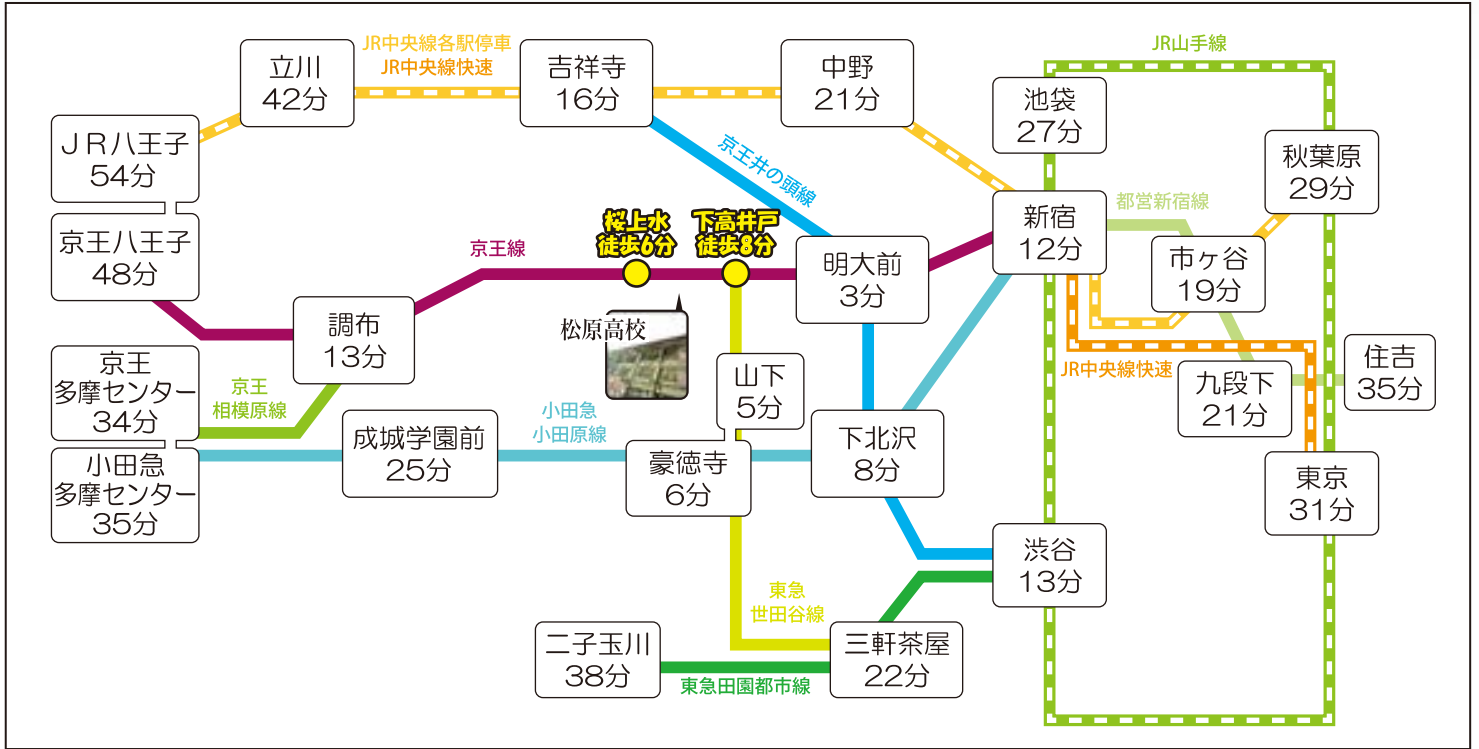 JR中央線各駅停車
JR中央線快速
立川
42分
吉祥寺
16分
中野
21分
JR山手線
池袋
27分
秋葉原
29分
ＪＲ八王子
54分
京王井の頭線
都営新宿線
京王八王子
48分
京王線
桜上水
徒歩6分
下高井戸
徒歩8分
明大前
3分
新宿
12分
市ヶ谷
19分
調布
13分
松原高校
京王
多摩センター
34分
京王
相模原線
山下
5分
JR中央線快速
九段下
21分
住吉
35分
小田急
小田原線
成城学園前
25分
豪徳寺
6分
下北沢
8分
小田急
多摩センター
35分
東京
31分
渋谷
13分
東急
世田谷線
二子玉川
38分
東急田園都市線
三軒茶屋
22分